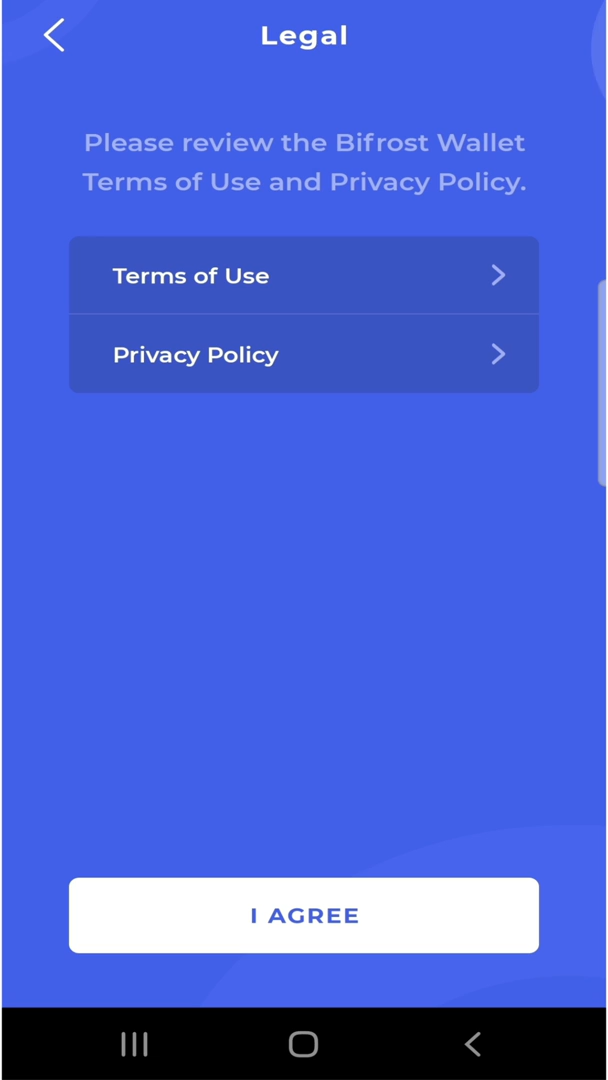 Legal
Please review the Bifrost Wallet
Terms of Use and Privacy Policy.
Terms of Use
Privacy Policy
I AGREE